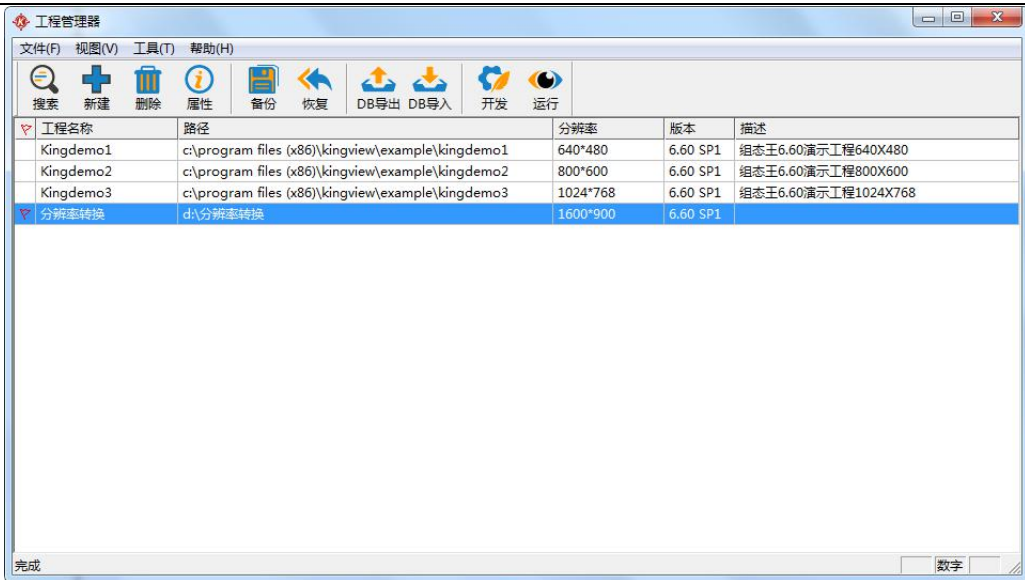 工程管理器
文件(F) 视图(V) 工具(T) 帮助(H)
搜索 新建 删除 属性 备份 恢复 DB导出 DB导入 开发 运行
工程名称 路径 分辨率 版本 描述
Kingdemo1 c:\program files (x86)\kingview\example\kingdemo1 640*480 6.60 SP1 组态王6.60演示工程640X480
Kingdemo2 c:\program files (x86)\kingview\example\kingdemo2 800*600 6.60 SP1 组态王6.60演示工程800X600
Kingdemo3 c:\program files (x86)\kingview\example\kingdemo3 1024*768 6.60 SP1 组态王6.60演示工程1024X768
分辨率转换 d:\分辨率转换 1600*900 6.60 SP1
完成 数字